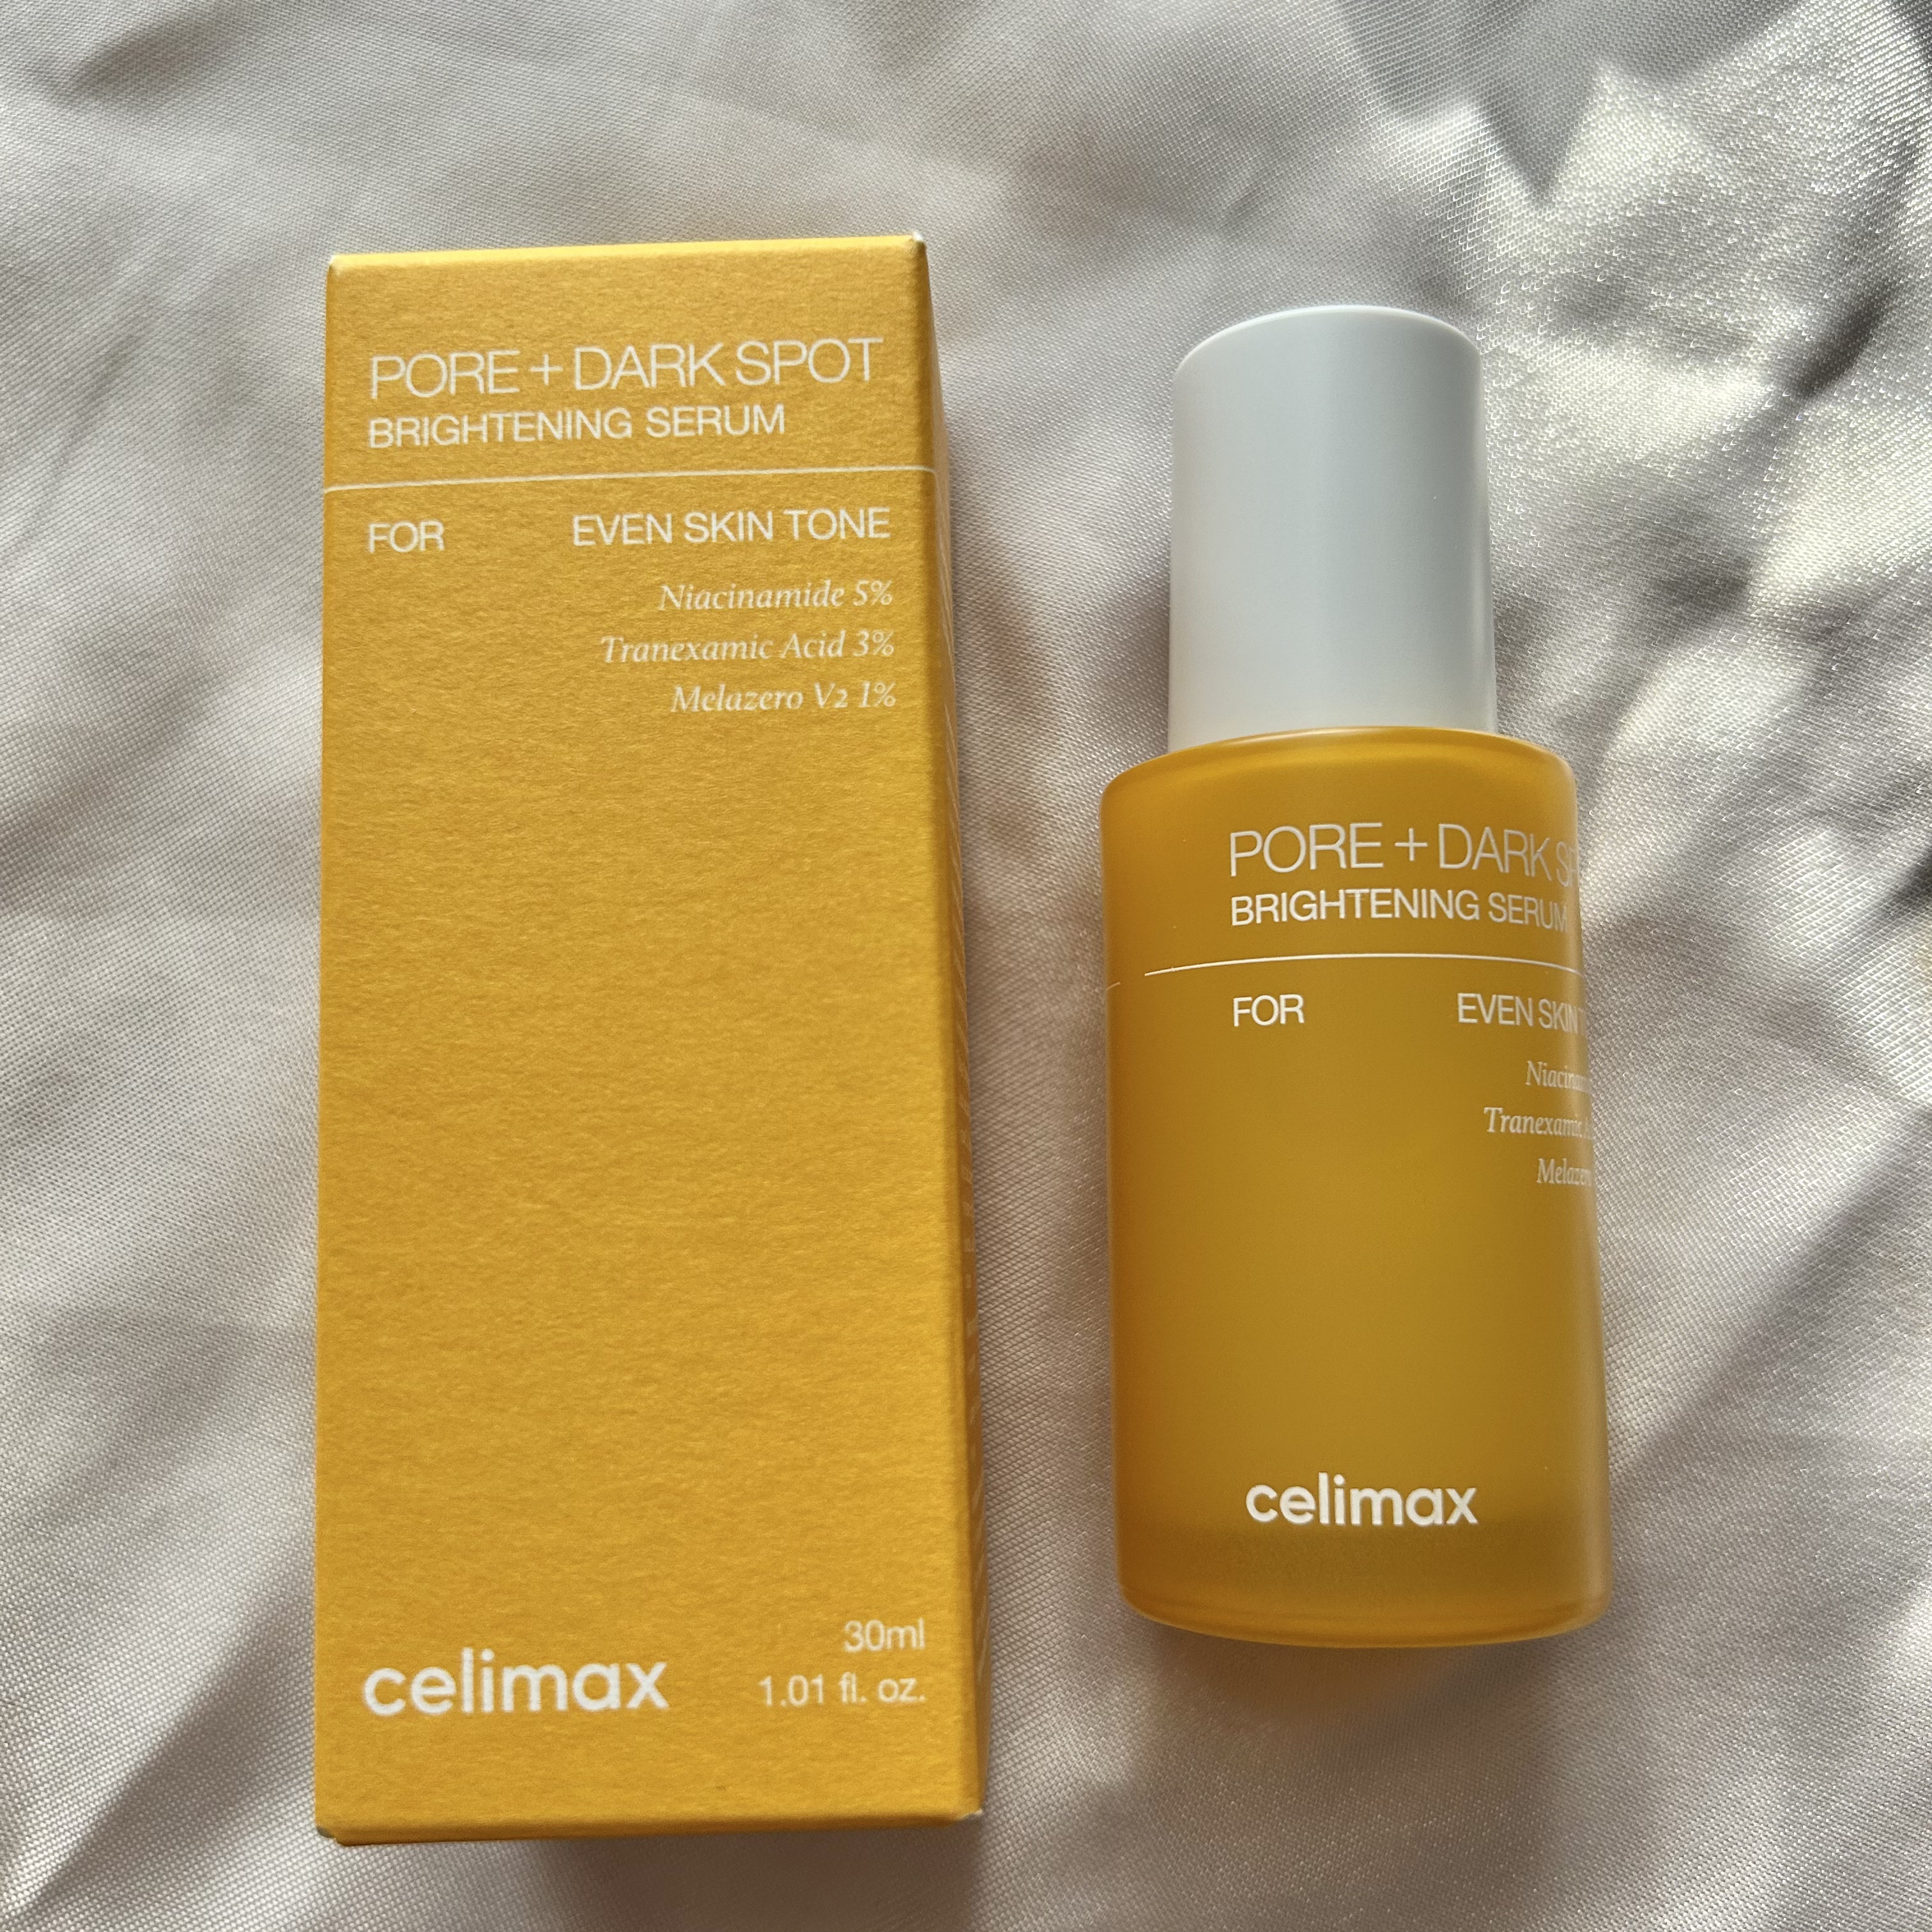 PORE + DARK SPOT
BRIGHTENING SERUM
FOR EVEN SKIN TONE
Niacinamide 5%
Tranexamic Acid 3%
Melazero V2 1%
celimax
30ml
1.01 fl. oz.
PORE + DARK
BRIGHTENING SERUM
FOR EVEN SKIN
Tranexamic
celimax